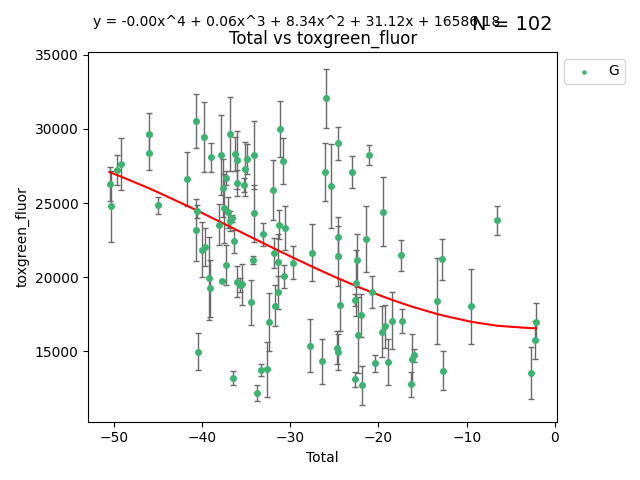 y = -0.00x^4 + 0.06x^3 + 8.34x^2 + 31.12x + 16586.18
N = 102
Total vs toxgreen_fluor
35000
30000
25000
20000
15000
toxgreen_fluor
G
−50
−40
−30
−20
−10
0
Total